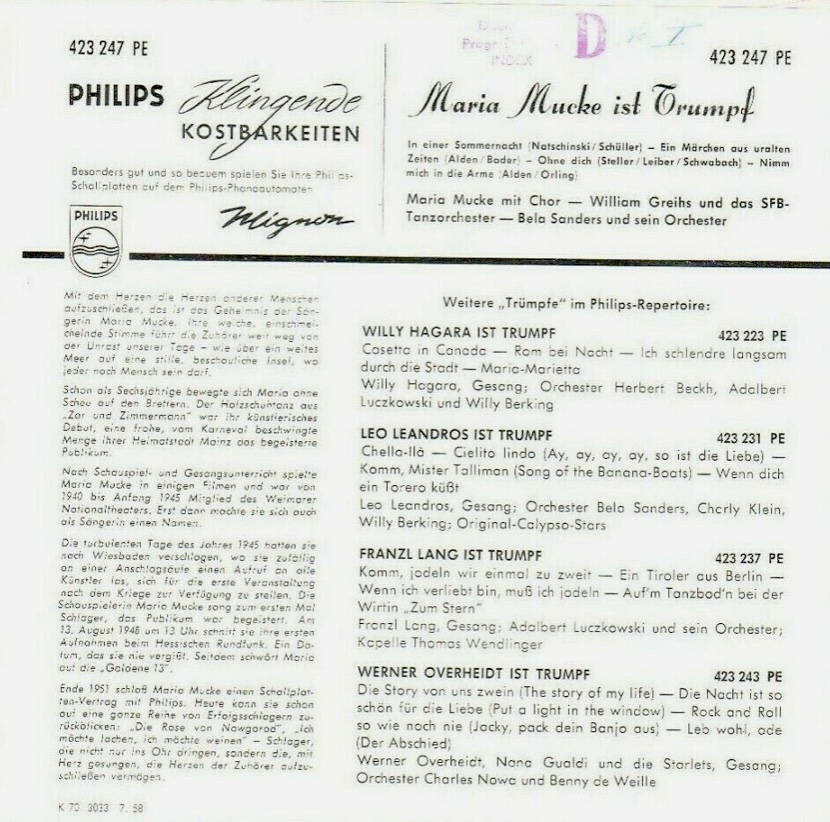 423 247 PE
PHILIPS Klingende
KOSTBARKEITEN
Besonders gut und so bequem spielen Sie Ihre Philips-
Schallplatten auf dem Philips-Phonoautomaten
Mignon
PHILIPS
D
I
INDEX
423 247 PE
Maria Mucke ist Trumpf
In einer Sommernacht (Natschinski / Schüller) — Ein Märchen aus uralten
Zeiten (Alden / Bader) — Ohne dich (Steller / Leiber / Schwabach) — Nimm
mich in die Arme (Alden / Orling)
Maria Mucke mit Chor — William Greihs und das SFB-
Tanzorchester — Bela Sanders und sein Orchester
Mit dem Herzen die Herzen anderer Menschen
aufzuschließen, das ist das Geheimnis der Sän-
gerin Maria Mucke. Ihre weiche, einschmei-
chelnde Stimme führt die Zuhörer weit weg von
der Unrast unserer Tage — wie über ein weites
Meer auf eine stille, beschauliche Insel, wo
jeder noch Mensch sein darf.
Schon als Sechsjährige bewegte sich Maria ohne
Scheu auf den Brettern. Der Holzschuhtanz aus
„Zar und Zimmermann“ war ihr künstlerisches
Debut, eine frohe, vom Karneval beschwingte
Menge ihrer Heimatstadt Mainz das begeisterte
Publikum.
Nach Schauspiel- und Gesangsunterricht spielte
Maria Mucke in einigen Filmen und war von
1940 bis Anfang 1945 Mitglied des Weimarer
Nationaltheaters. Erst dann machte sie sich auch
als Sängerin einen Namen.
Die turbulenten Tage des Jahres 1945 hatten sie
nach Wiesbaden verschlagen, wo sie zufällig
an einer Anschlagsäule einen Aufruf an alle
Künstler las, sich für die erste Veranstaltung
nach dem Kriege zur Verfügung zu stellen. Die
Schauspielerin Maria Mucke sang zum ersten Mal
Schlager, das Publikum war begeistert. Am
13. August 1948 um 13 Uhr schnitt sie ihre ersten
Aufnahmen beim Hessischen Rundfunk. Ein Da-
tum, das sie nie vergißt. Seitdem schwört Maria
auf die „Goldene 13“.
Ende 1951 schloß Maria Mucke einen Schallplat-
ten-Vertrag mit Philips. Heute kann sie schon
auf eine ganze Reihe von Erfolgsschlagern zu-
rückblicken: „Die Rose von Nowgorod“, „Ich
möchte lachen, ich möchte weinen“ — Schlager,
die nicht nur ins Ohr dringen, sondern die, mit
Herz gesungen, die Herzen der Zuhörer aufzu-
schließen vermögen.
K 70 3033 7. 58
Weitere „Trümpfe“ im Philips-Repertoire:
WILLY HAGARA IST TRUMPF 423 223 PE
Casetta in Canada — Rom bei Nacht — Ich schlendre langsam
durch die Stadt — Maria-Marietta
Willy Hagara, Gesang; Orchester Herbert Beckh, Adalbert
Luczkowski und Willy Berking
LEO LEANDROS IST TRUMPF 423 231 PE
Chella-llà — Cielito lindo (Ay, ay, ay, ay, so ist die Liebe) —
Komm, Mister Talliman (Song of the Banana-Boats) — Wenn dich
ein Torero küßt
Leo Leandros, Gesang; Orchester Bela Sanders, Charly Klein,
Willy Berking; Original-Calypso-Stars
FRANZL LANG IST TRUMPF 423 237 PE
Komm, jodeln wir einmal zu zweit — Ein Tiroler aus Berlin —
Wenn ich verliebt bin, muß ich jodeln — Auf’m Tanzbod’n bei der
Wirtin „Zum Stern“
Franzl Lang, Gesang; Adalbert Luczkowski und sein Orchester;
Kapelle Thomas Wendlinger
WERNER OVERHEIDT IST TRUMPF 423 243 PE
Die Story von uns zwein (The story of my life) — Die Nacht ist so
schön für die Liebe (Put a light in the window) — Rock and Roll
so wie noch nie (Jacky, pack dein Banjo aus) — Leb wohl, ade
(Der Abschied)
Werner Overheidt, Nana Gualdi und die Starlets, Gesang;
Orchester Charles Nowa und Benny de Weille